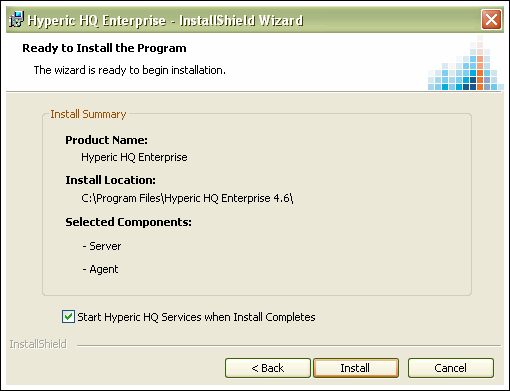 Hyperic HQ Enterprise - InstallShield Wizard
Ready to Install the Program
The wizard is ready to begin installation.
Install Summary
Product Name:
Hyperic HQ Enterprise
Install Location:
C:\Program Files\Hyperic HQ Enterprise 4.6\
Selected Components:
- Server
- Agent
Start Hyperic HQ Services when Install Completes
InstallShield
< Back Install Cancel